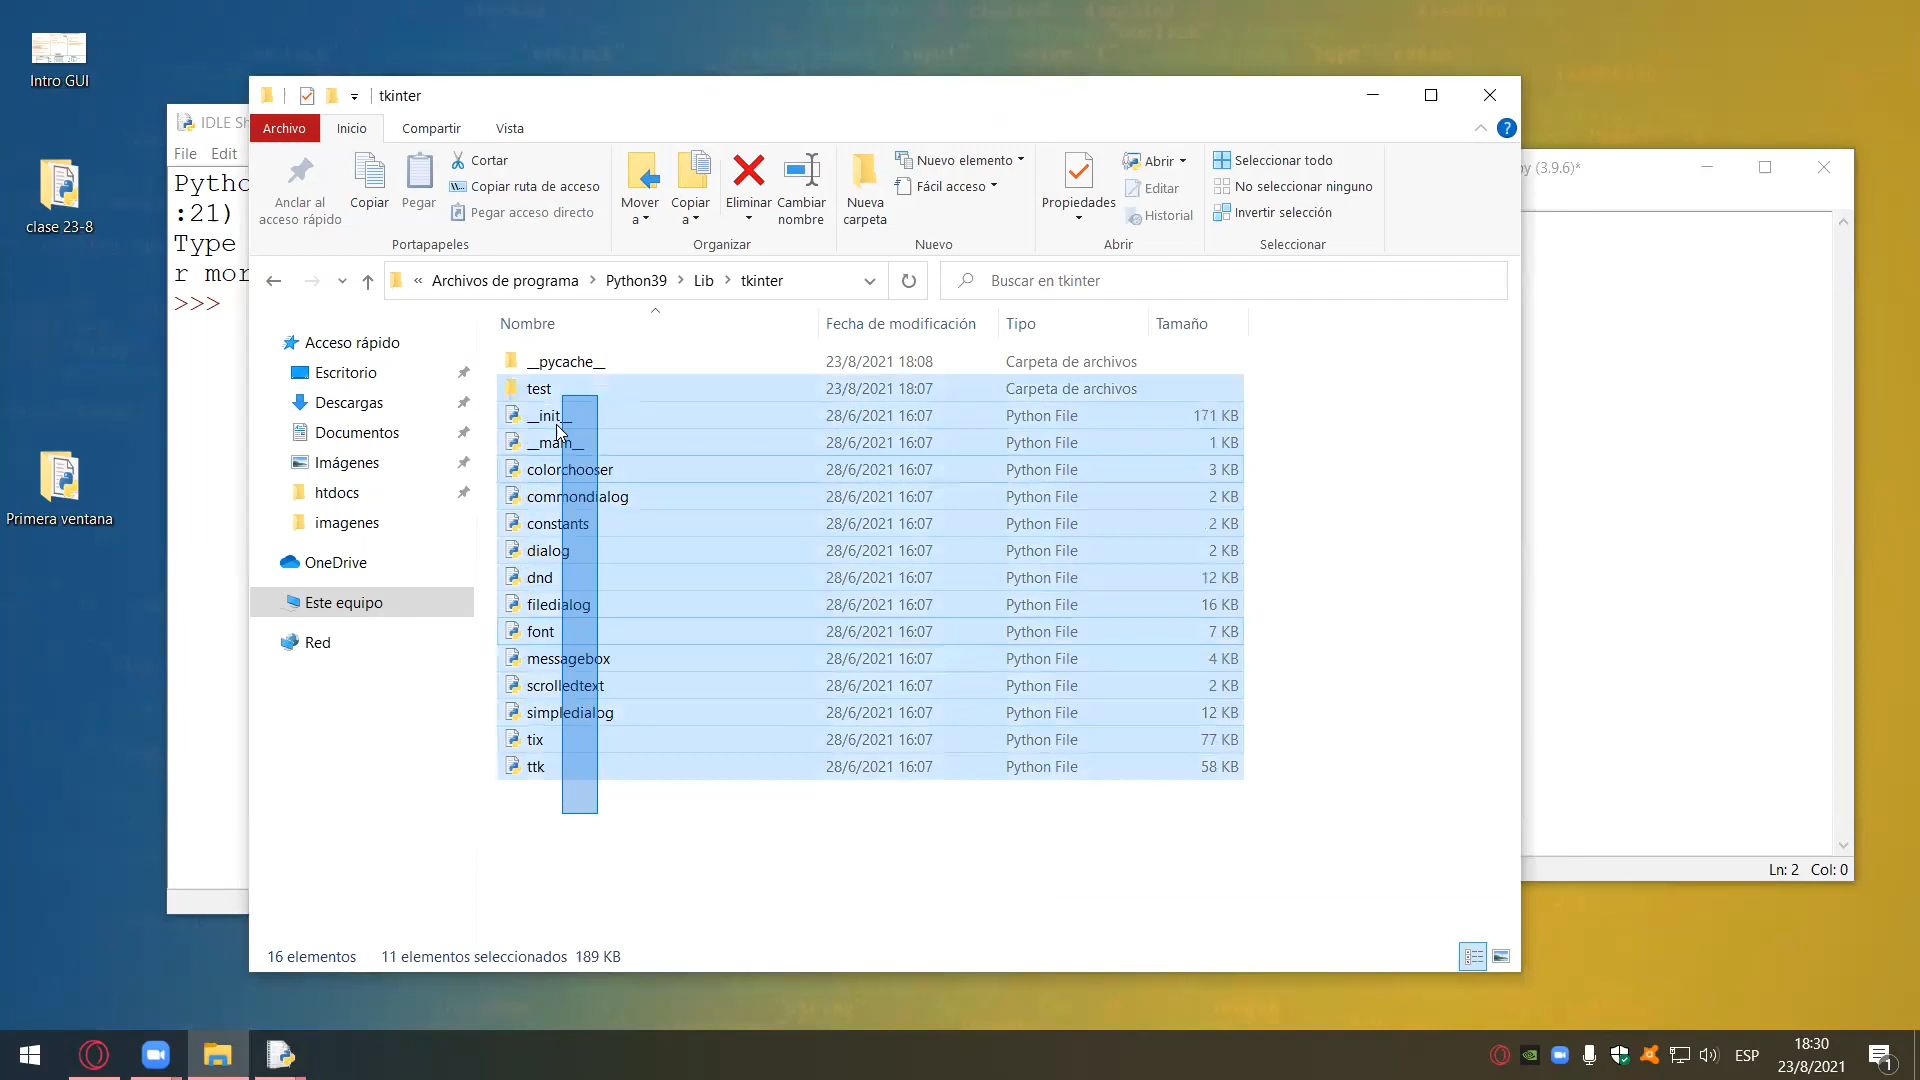 Intro GUI
clase 23-8
Primera ventana
IDLE Sh
File Edit
Pytho
:21)
Type
r mor
>>>
tkinter
Archivo Inicio Compartir Vista
Anclar al acceso rápido
Copiar
Pegar
Cortar
Copiar ruta de acceso
Pegar acceso directo
Portapapeles
Mover a
Copiar a
Eliminar
Cambiar nombre
Organizar
Nueva carpeta
Nuevo elemento
Fácil acceso
Nuevo
Propiedades
Abrir
Editar
Historial
Abrir
Seleccionar todo
No seleccionar ninguno
Invertir selección
Seleccionar
« Archivos de programa > Python39 > Lib > tkinter
Buscar en tkinter
Acceso rápido
Escritorio
Descargas
Documentos
Imágenes
htdocs
imagenes
OneDrive
Este equipo
Red
Nombre Fecha de modificación Tipo Tamaño
__pycache__ 23/8/2021 18:08 Carpeta de archivos
test 23/8/2021 18:07 Carpeta de archivos
__init__ 28/6/2021 16:07 Python File 171 KB
__main__ 28/6/2021 16:07 Python File 1 KB
colorchooser 28/6/2021 16:07 Python File 3 KB
commondialog 28/6/2021 16:07 Python File 2 KB
constants 28/6/2021 16:07 Python File 2 KB
dialog 28/6/2021 16:07 Python File 2 KB
dnd 28/6/2021 16:07 Python File 12 KB
filedialog 28/6/2021 16:07 Python File 16 KB
font 28/6/2021 16:07 Python File 7 KB
messagebox 28/6/2021 16:07 Python File 4 KB
scrolledtext 28/6/2021 16:07 Python File 2 KB
simpledialog 28/6/2021 16:07 Python File 12 KB
tix 28/6/2021 16:07 Python File 77 KB
ttk 28/6/2021 16:07 Python File 58 KB
16 elementos 11 elementos seleccionados 189 KB
py (3.9.6)*
Ln: 2 Col: 0
ESP
18:30
23/8/2021
1